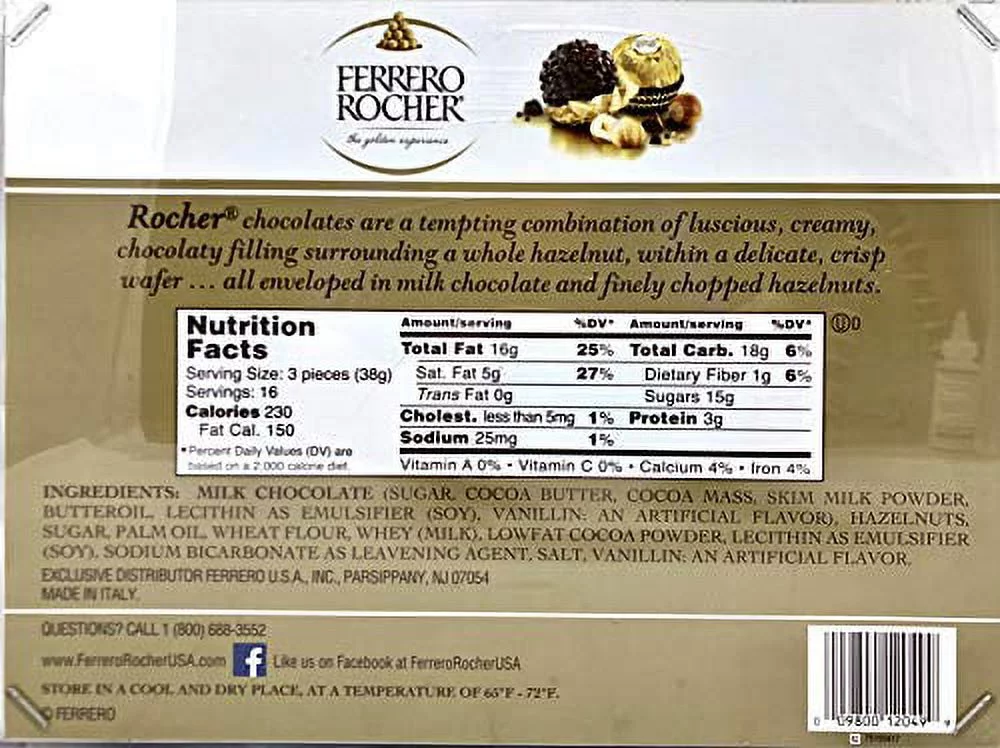 FERRERO
ROCHER®
the golden experience
Rocher® chocolates are a tempting combination of luscious, creamy,
chocolaty filling surrounding a whole hazelnut, within a delicate, crisp
wafer ... all enveloped in milk chocolate and finely chopped hazelnuts.
Nutrition
Facts
Serving Size: 3 pieces (38g)
Servings: 16
Calories 230
Fat Cal. 150
*Percent Daily Values (DV) are
based on a 2,000 calorie diet.
Amount/serving %DV* Amount/serving %DV*
Total Fat 16g 25% Total Carb. 18g 6%
Sat. Fat 5g 27% Dietary Fiber 1g 6%
Trans Fat 0g Sugars 15g
Cholest. less than 5mg 1% Protein 3g
Sodium 25mg 1%
Vitamin A 0% • Vitamin C 0% • Calcium 4% • Iron 4%
Ⓤ D
INGREDIENTS: MILK CHOCOLATE (SUGAR, COCOA BUTTER, COCOA MASS, SKIM MILK POWDER,
BUTTEROIL, LECITHIN AS EMULSIFIER (SOY), VANILLIN: AN ARTIFICIAL FLAVOR), HAZELNUTS,
SUGAR, PALM OIL, WHEAT FLOUR, WHEY (MILK), LOWFAT COCOA POWDER, LECITHIN AS EMULSIFIER
(SOY), SODIUM BICARBONATE AS LEAVENING AGENT, SALT, VANILLIN: AN ARTIFICIAL FLAVOR.
EXCLUSIVE DISTRIBUTOR FERRERO U.S.A., INC., PARSIPPANY, NJ 07054
MADE IN ITALY.
QUESTIONS? CALL 1 (800) 688-3552
www.FerreroRocherUSA.com f Like us on Facebook at FerreroRocherUSA
STORE IN A COOL AND DRY PLACE, AT A TEMPERATURE OF 65°F - 72°F.
© FERRERO
0 09800 12049 9